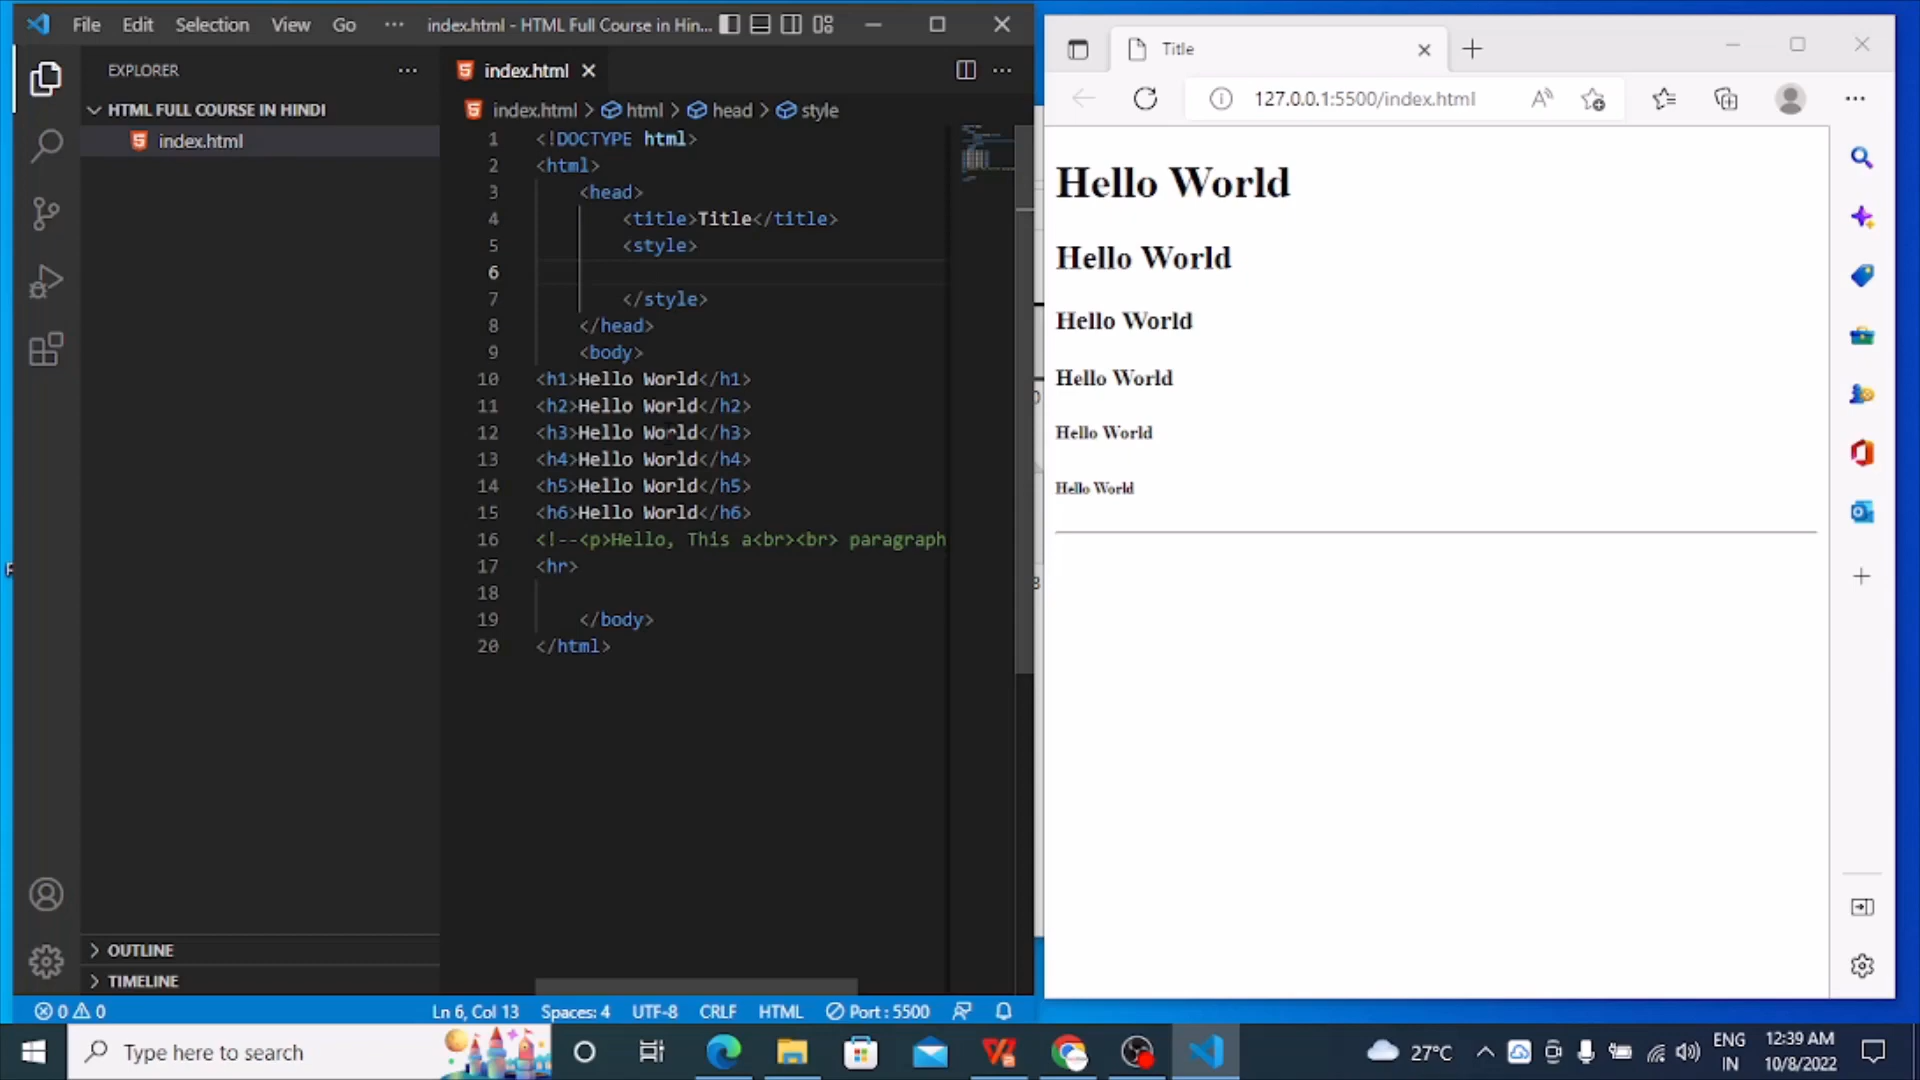 File Edit Selection View Go ··· index.html - HTML Full Course in Hin...
EXPLORER
HTML FULL COURSE IN HINDI
index.html
OUTLINE
TIMELINE
index.html
index.html > html > head > style
1 <!DOCTYPE html>
2 <html>
3 <head>
4 <title>Title</title>
5 <style>
6
7 </style>
8 </head>
9 <body>
10 <h1>Hello World</h1>
11 <h2>Hello World</h2>
12 <h3>Hello World</h3>
13 <h4>Hello World</h4>
14 <h5>Hello World</h5>
15 <h6>Hello World</h6>
16 <!--<p>Hello, This a<br><br> paragraph
17 <hr>
18
19 </body>
20 </html>
0 0 Ln 6, Col 13 Spaces: 4 UTF-8 CRLF HTML Port : 5500
Title
127.0.0.1:5500/index.html
Hello World
Hello World
Hello World
Hello World
Hello World
Hello World
Type here to search
27°C
ENG
IN
12:39 AM
10/8/2022